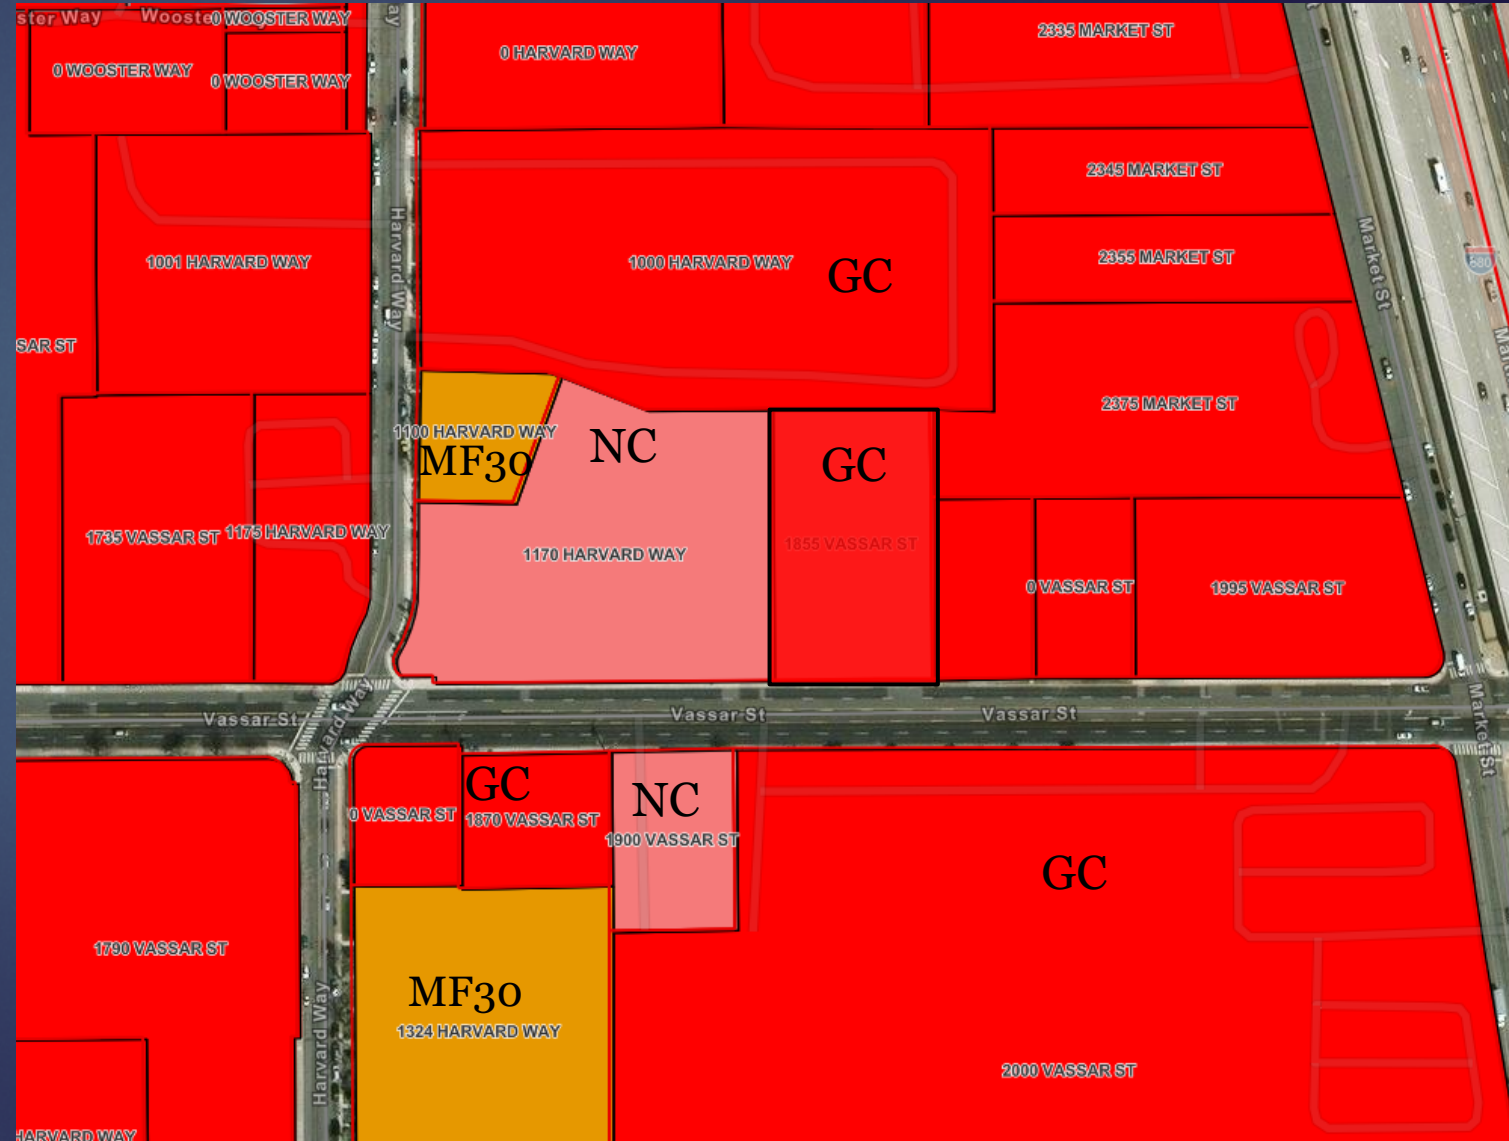 ster Way
Wooste
0 WOOSTER WAY
ay
2335 MARKET ST
0 HARVARD WAY
0 WOOSTER WAY
0 WOOSTER WAY
2345 MARKET ST
Harvard Way
Market St
1001 HARVARD WAY
1000 HARVARD WAY
GC
2355 MARKET ST
580
SAR ST
2375 MARKET ST
1100 HARVARD WAY
MF30
NC
GC
1735 VASSAR ST
1175 HARVARD WAY
1170 HARVARD WAY
1855 VASSAR ST
0 VASSAR ST
1995 VASSAR ST
Vassar St
Harvard Way
Vassar St
Vassar St
Market St
GC
NC
0 VASSAR ST
1870 VASSAR ST
1900 VASSAR ST
GC
1790 VASSAR ST
MF30
1324 HARVARD WAY
Harvard Way
2000 VASSAR ST
HARVARD WAY